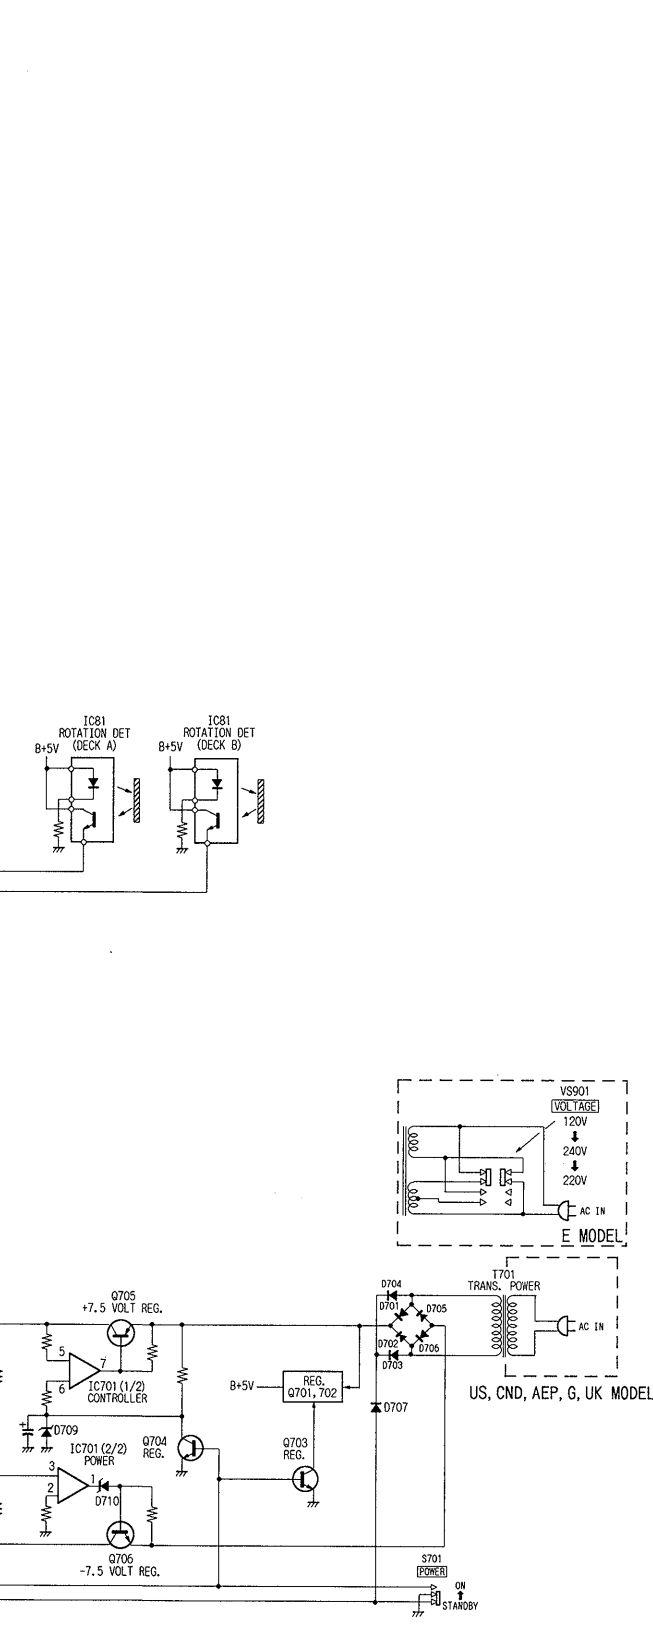 IC81
ROTATION DET
(DECK A)
B+5V
IC81
ROTATION DET
(DECK B)
B+5V
VS901
VOLTAGE
120V
240V
220V
AC IN
E MODEL
T701
TRANS. POWER
AC IN
US, CND, AEP, G, UK MODEL
D704
D701
D705
D702
D706
D703
D707
Q705
+7.5 VOLT REG.
5
7
6
IC701 (1/2)
CONTROLLER
+
D709
B+5V
REG.
Q701, 702
Q704
REG.
Q703
REG.
IC701 (2/2)
POWER
3
1
2
D710
Q706
-7.5 VOLT REG.
S701
POWER
ON
STANDBY